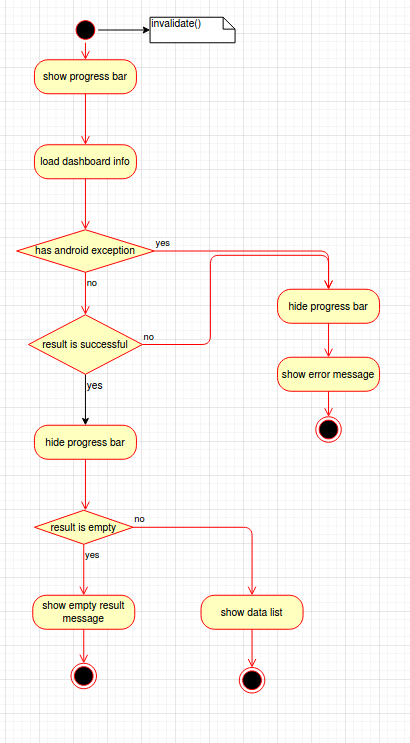 invalidate()
show progress bar
load dashboard info
has android exception
yes
no
hide progress bar
result is successful
no
show error message
yes
hide progress bar
no
result is empty
yes
show empty result
message
show data list